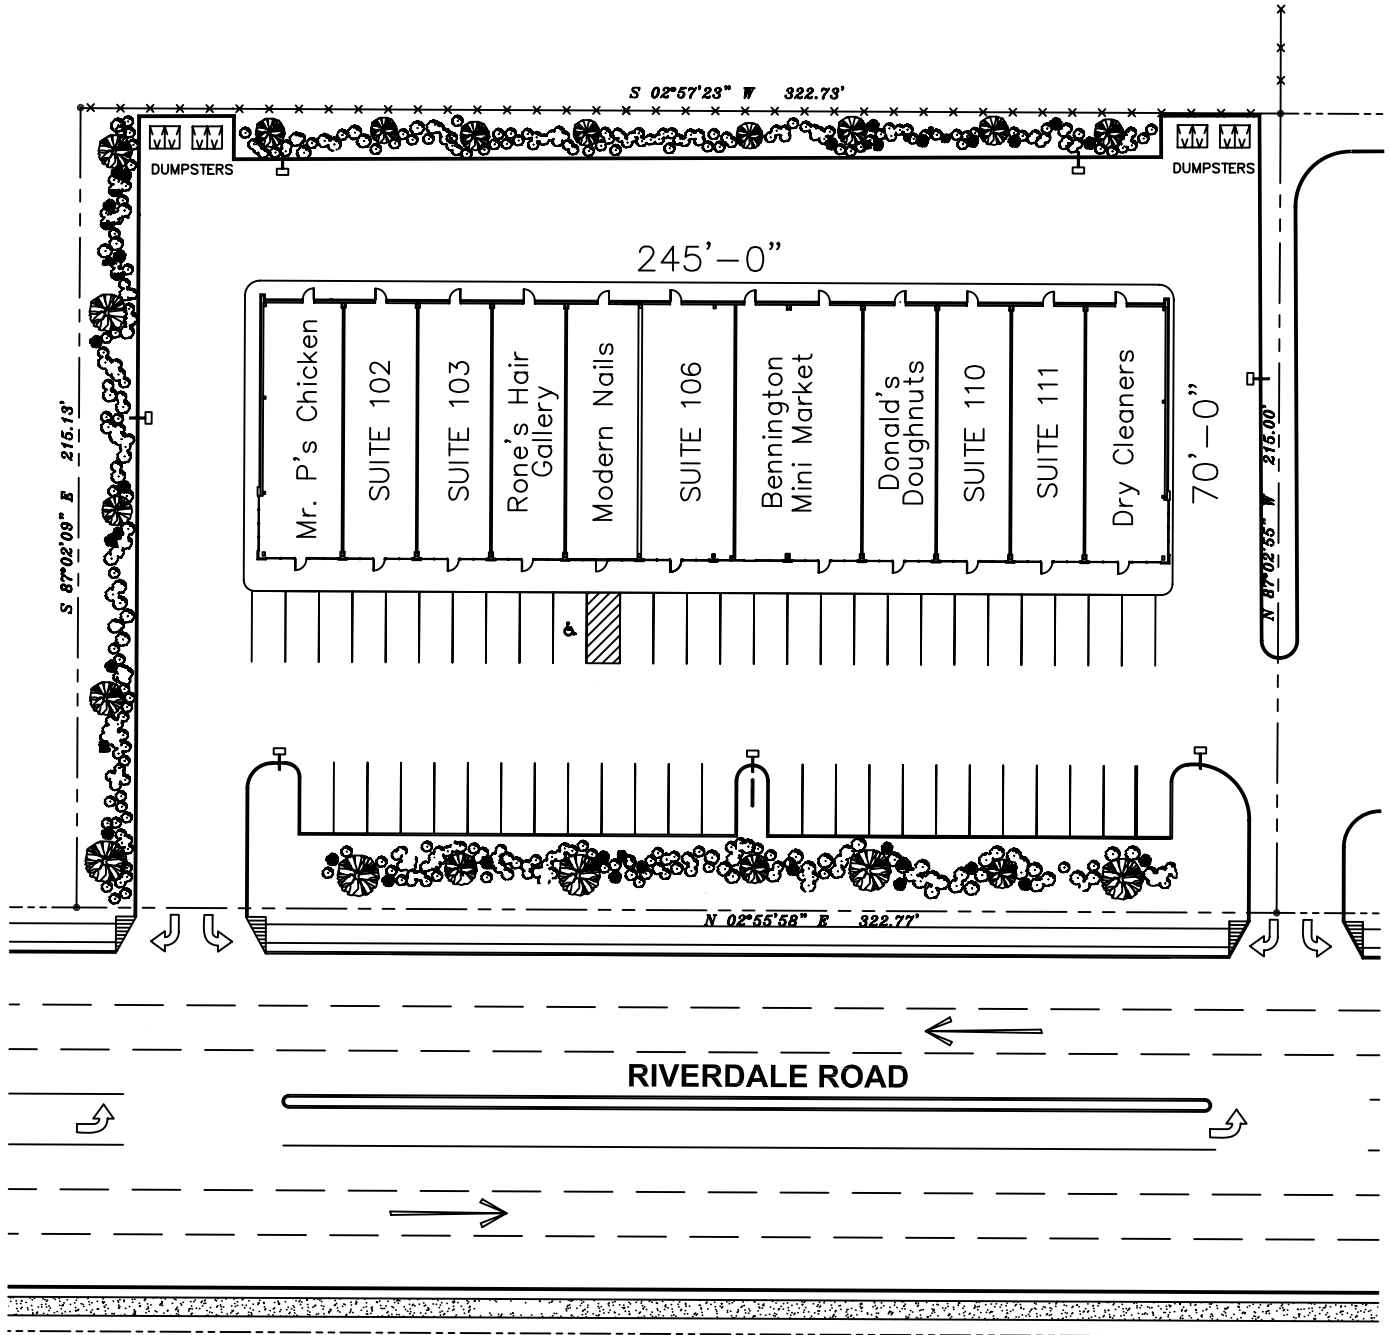 S 02°57'23" W 322.73'
DUMPSTERS
DUMPSTERS
245'-0"
Mr. P's Chicken
SUITE 102
SUITE 103
Rone's Hair
Gallery
Modern Nails
SUITE 106
Bennington
Mini Market
Donald's
Doughnuts
SUITE 110
SUITE 111
Dry Cleaners
70'-0"
S 87°02'09" E 215.13'
N 87°02'55" W 215.00'
N 02°55'58" E 322.77'
RIVERDALE ROAD